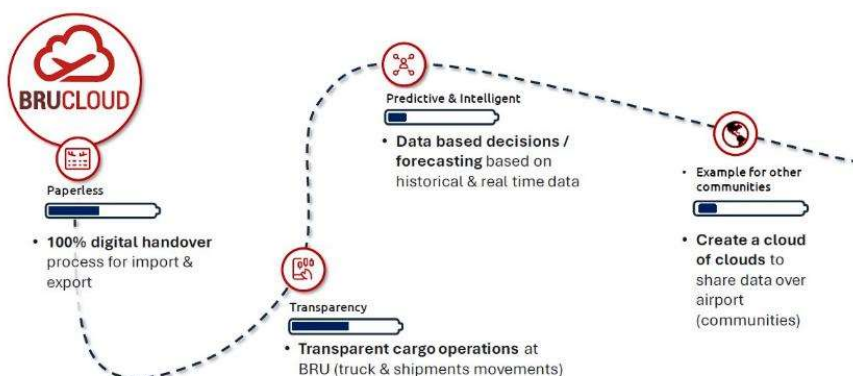 BRUCLOUD
Paperless
• 100% digital handover
process for import &
export
Transparency
• Transparent cargo operations at
BRU (truck & shipments movements)
Predictive & Intelligent
• Data based decisions /
forecasting based on
historical & real time data
• Example for other
communities
• Create a cloud
of clouds to
share data over
airport
(communities)